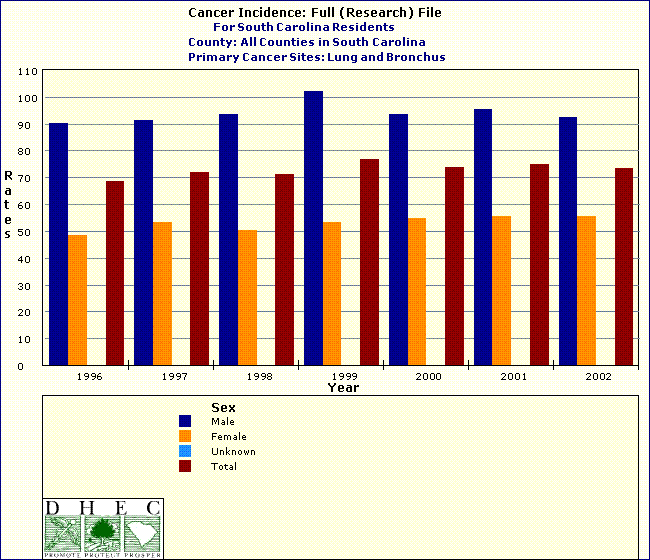 Cancer Incidence: Full (Research) File
For South Carolina Residents
County: All Counties in South Carolina
Primary Cancer Sites: Lung and Bronchus
110
100
90
80
70
60
50
40
30
20
10
0
Rates
1996 1997 1998 1999 2000 2001 2002
Year
Sex
Male
Female
Unknown
Total
D H E C
PROMOTE PROTECT PROSPER